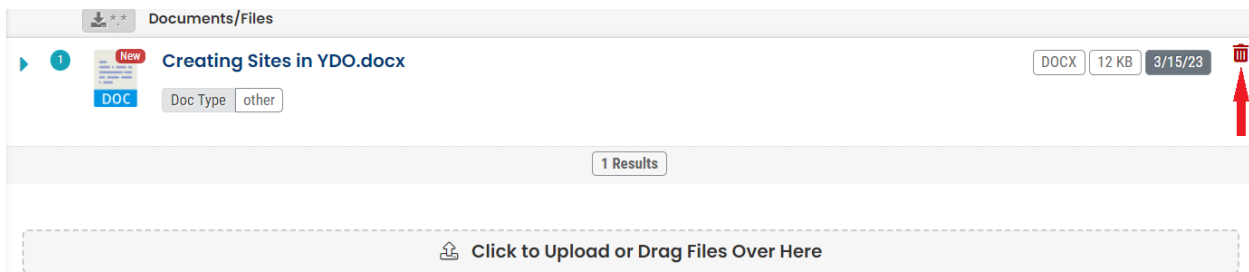 *.* Documents/Files
1 New Creating Sites in YDO.docx DOCX 12 KB 3/15/23
DOC Doc Type other
1 Results
Click to Upload or Drag Files Over Here